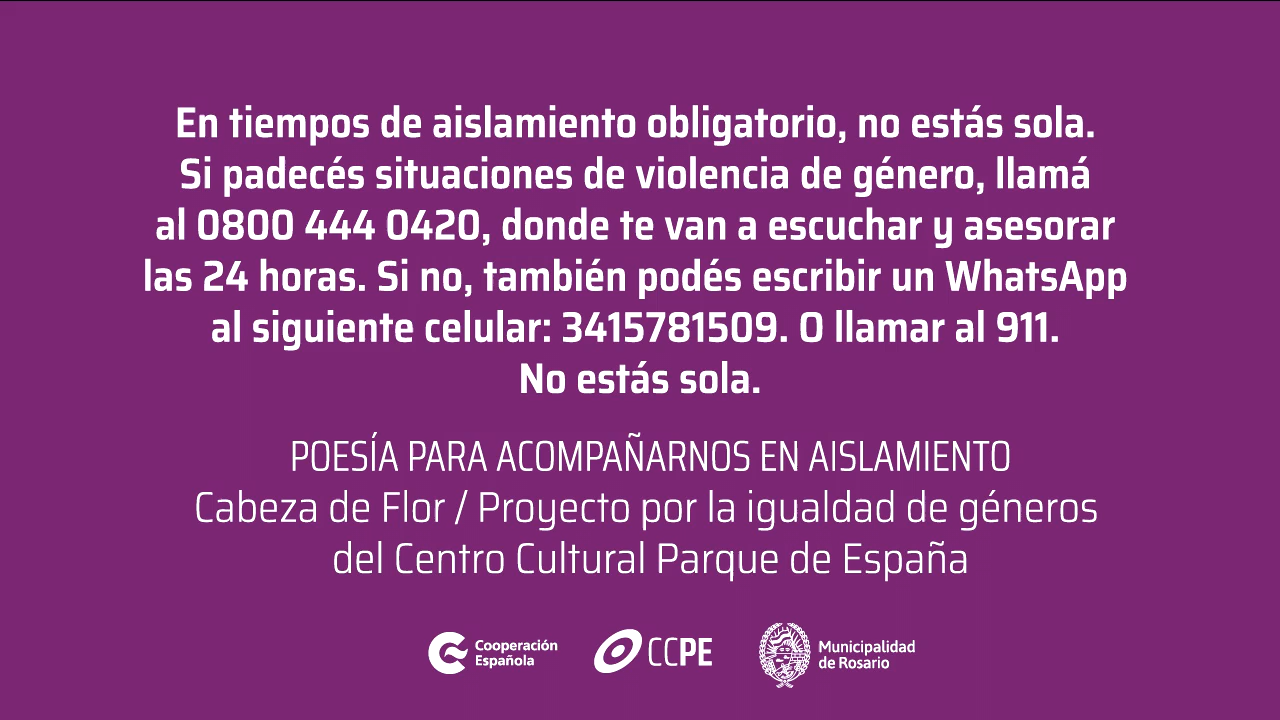 En tiempos de aislamiento obligatorio, no estás sola.
Si padecés situaciones de violencia de género, llamá
al 0800 444 0420, donde te van a escuchar y asesorar
las 24 horas. Si no, también podés escribir un WhatsApp
al siguiente celular: 3415781509. O llamar al 911.
No estás sola.
POESÍA PARA ACOMPAÑARNOS EN AISLAMIENTO
Cabeza de Flor / Proyecto por la igualdad de géneros
del Centro Cultural Parque de España
Cooperación
Española
CCPE
Municipalidad
de Rosario